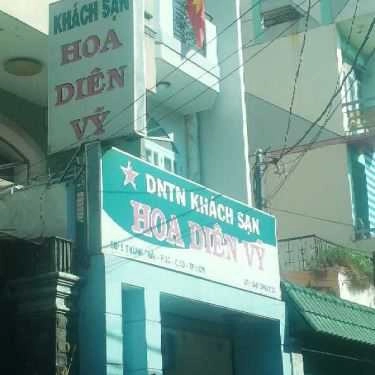 KHÁCH SẠN
HOA
DIÊN
VỸ
DNTN KHÁCH SẠN
HOA DIÊN VỸ